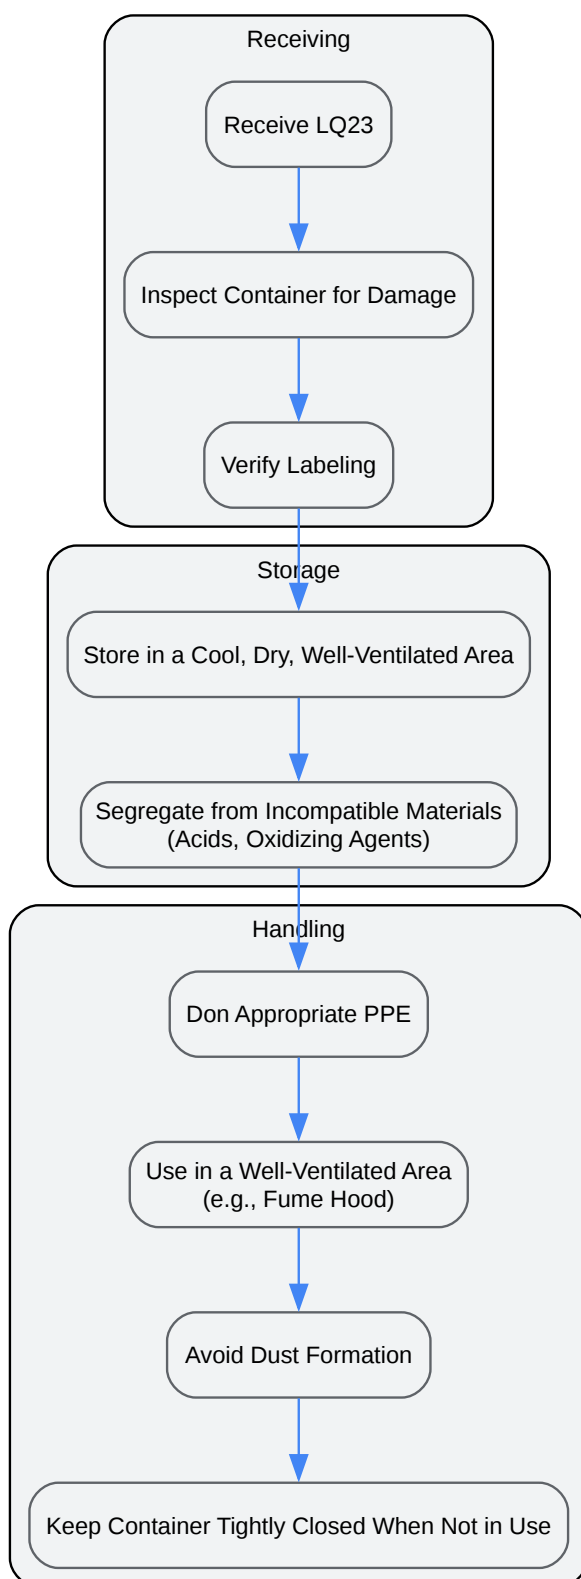 Receiving
Receive LQ23
Inspect Container for Damage
Verify Labeling
Storage
Store in a Cool, Dry, Well-Ventilated Area
Segregate from Incompatible Materials
(Acids, Oxidizing Agents)
Handling
Don Appropriate PPE
Use in a Well-Ventilated Area
(e.g., Fume Hood)
Avoid Dust Formation
Keep Container Tightly Closed When Not in Use